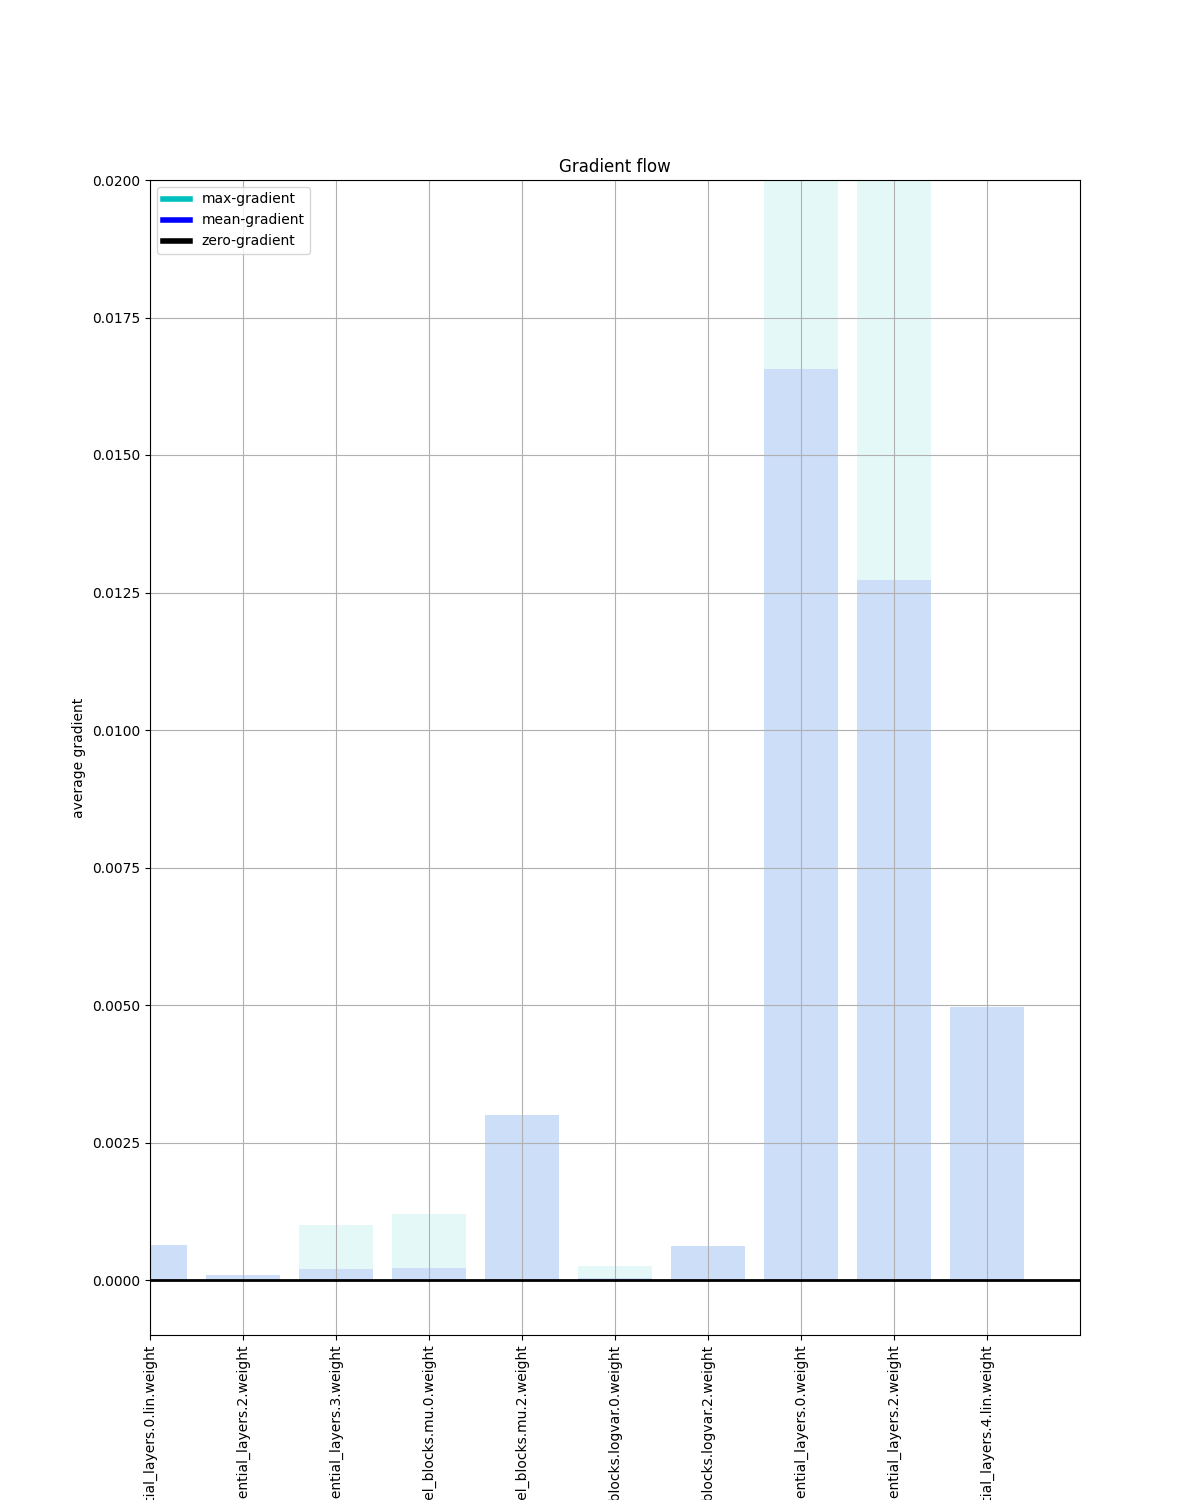 Gradient flow
max-gradient
mean-gradient
zero-gradient
0.0200
0.0175
0.0150
0.0125
0.0100
0.0075
0.0050
0.0025
0.0000
average gradient
tial_layers.0.lin.weight
ential_layers.2.weight
ential_layers.3.weight
el_blocks.mu.0.weight
el_blocks.mu.2.weight
blocks.logvar.0.weight
blocks.logvar.2.weight
ential_layers.0.weight
ential_layers.2.weight
tial_layers.4.lin.weight